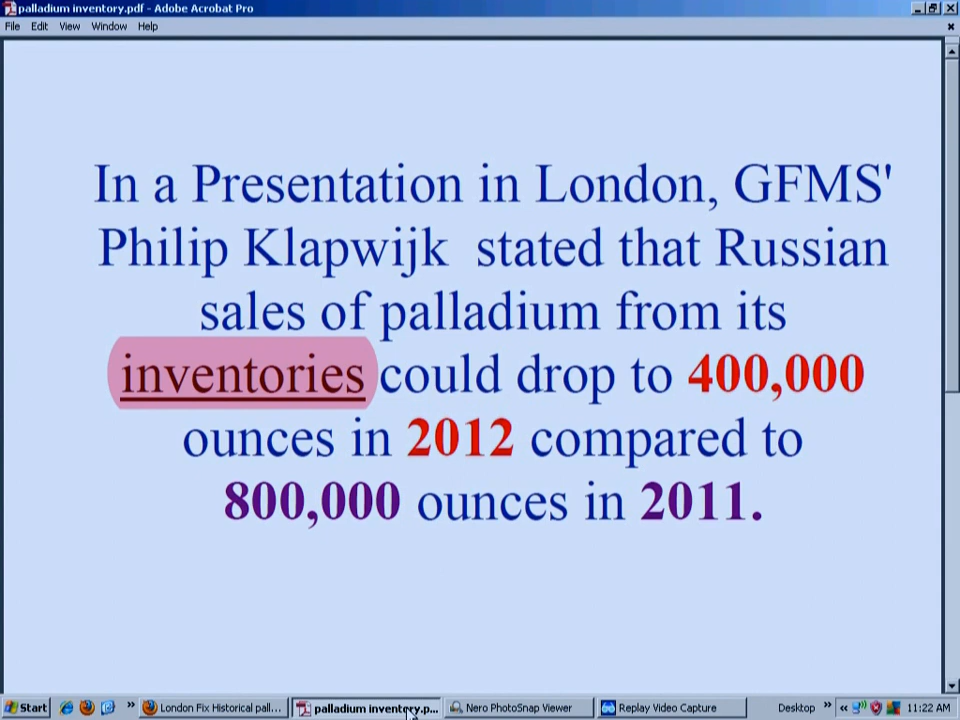 palladium inventory.pdf - Adobe Acrobat Pro
File Edit View Window Help
In a Presentation in London, GFMS'
Philip Klapwijk stated that Russian
sales of palladium from its
inventories could drop to 400,000
ounces in 2012 compared to
800,000 ounces in 2011.
Start London Fix Historical pall... palladium inventory.p... Nero PhotoSnap Viewer Replay Video Capture Desktop 11:22 AM